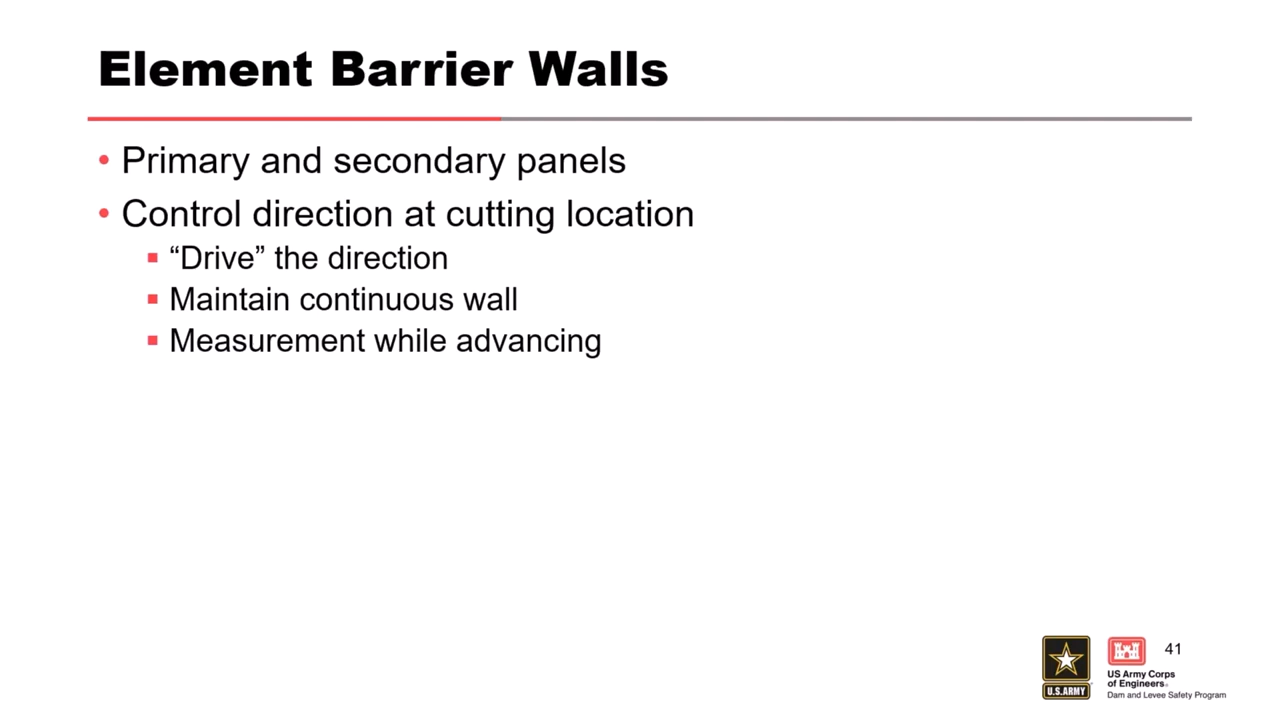 Element Barrier Walls
• Primary and secondary panels
• Control direction at cutting location
▪ “Drive” the direction
▪ Maintain continuous wall
▪ Measurement while advancing
41
U.S.ARMY
US Army Corps
of Engineers®
Dam and Levee Safety Program